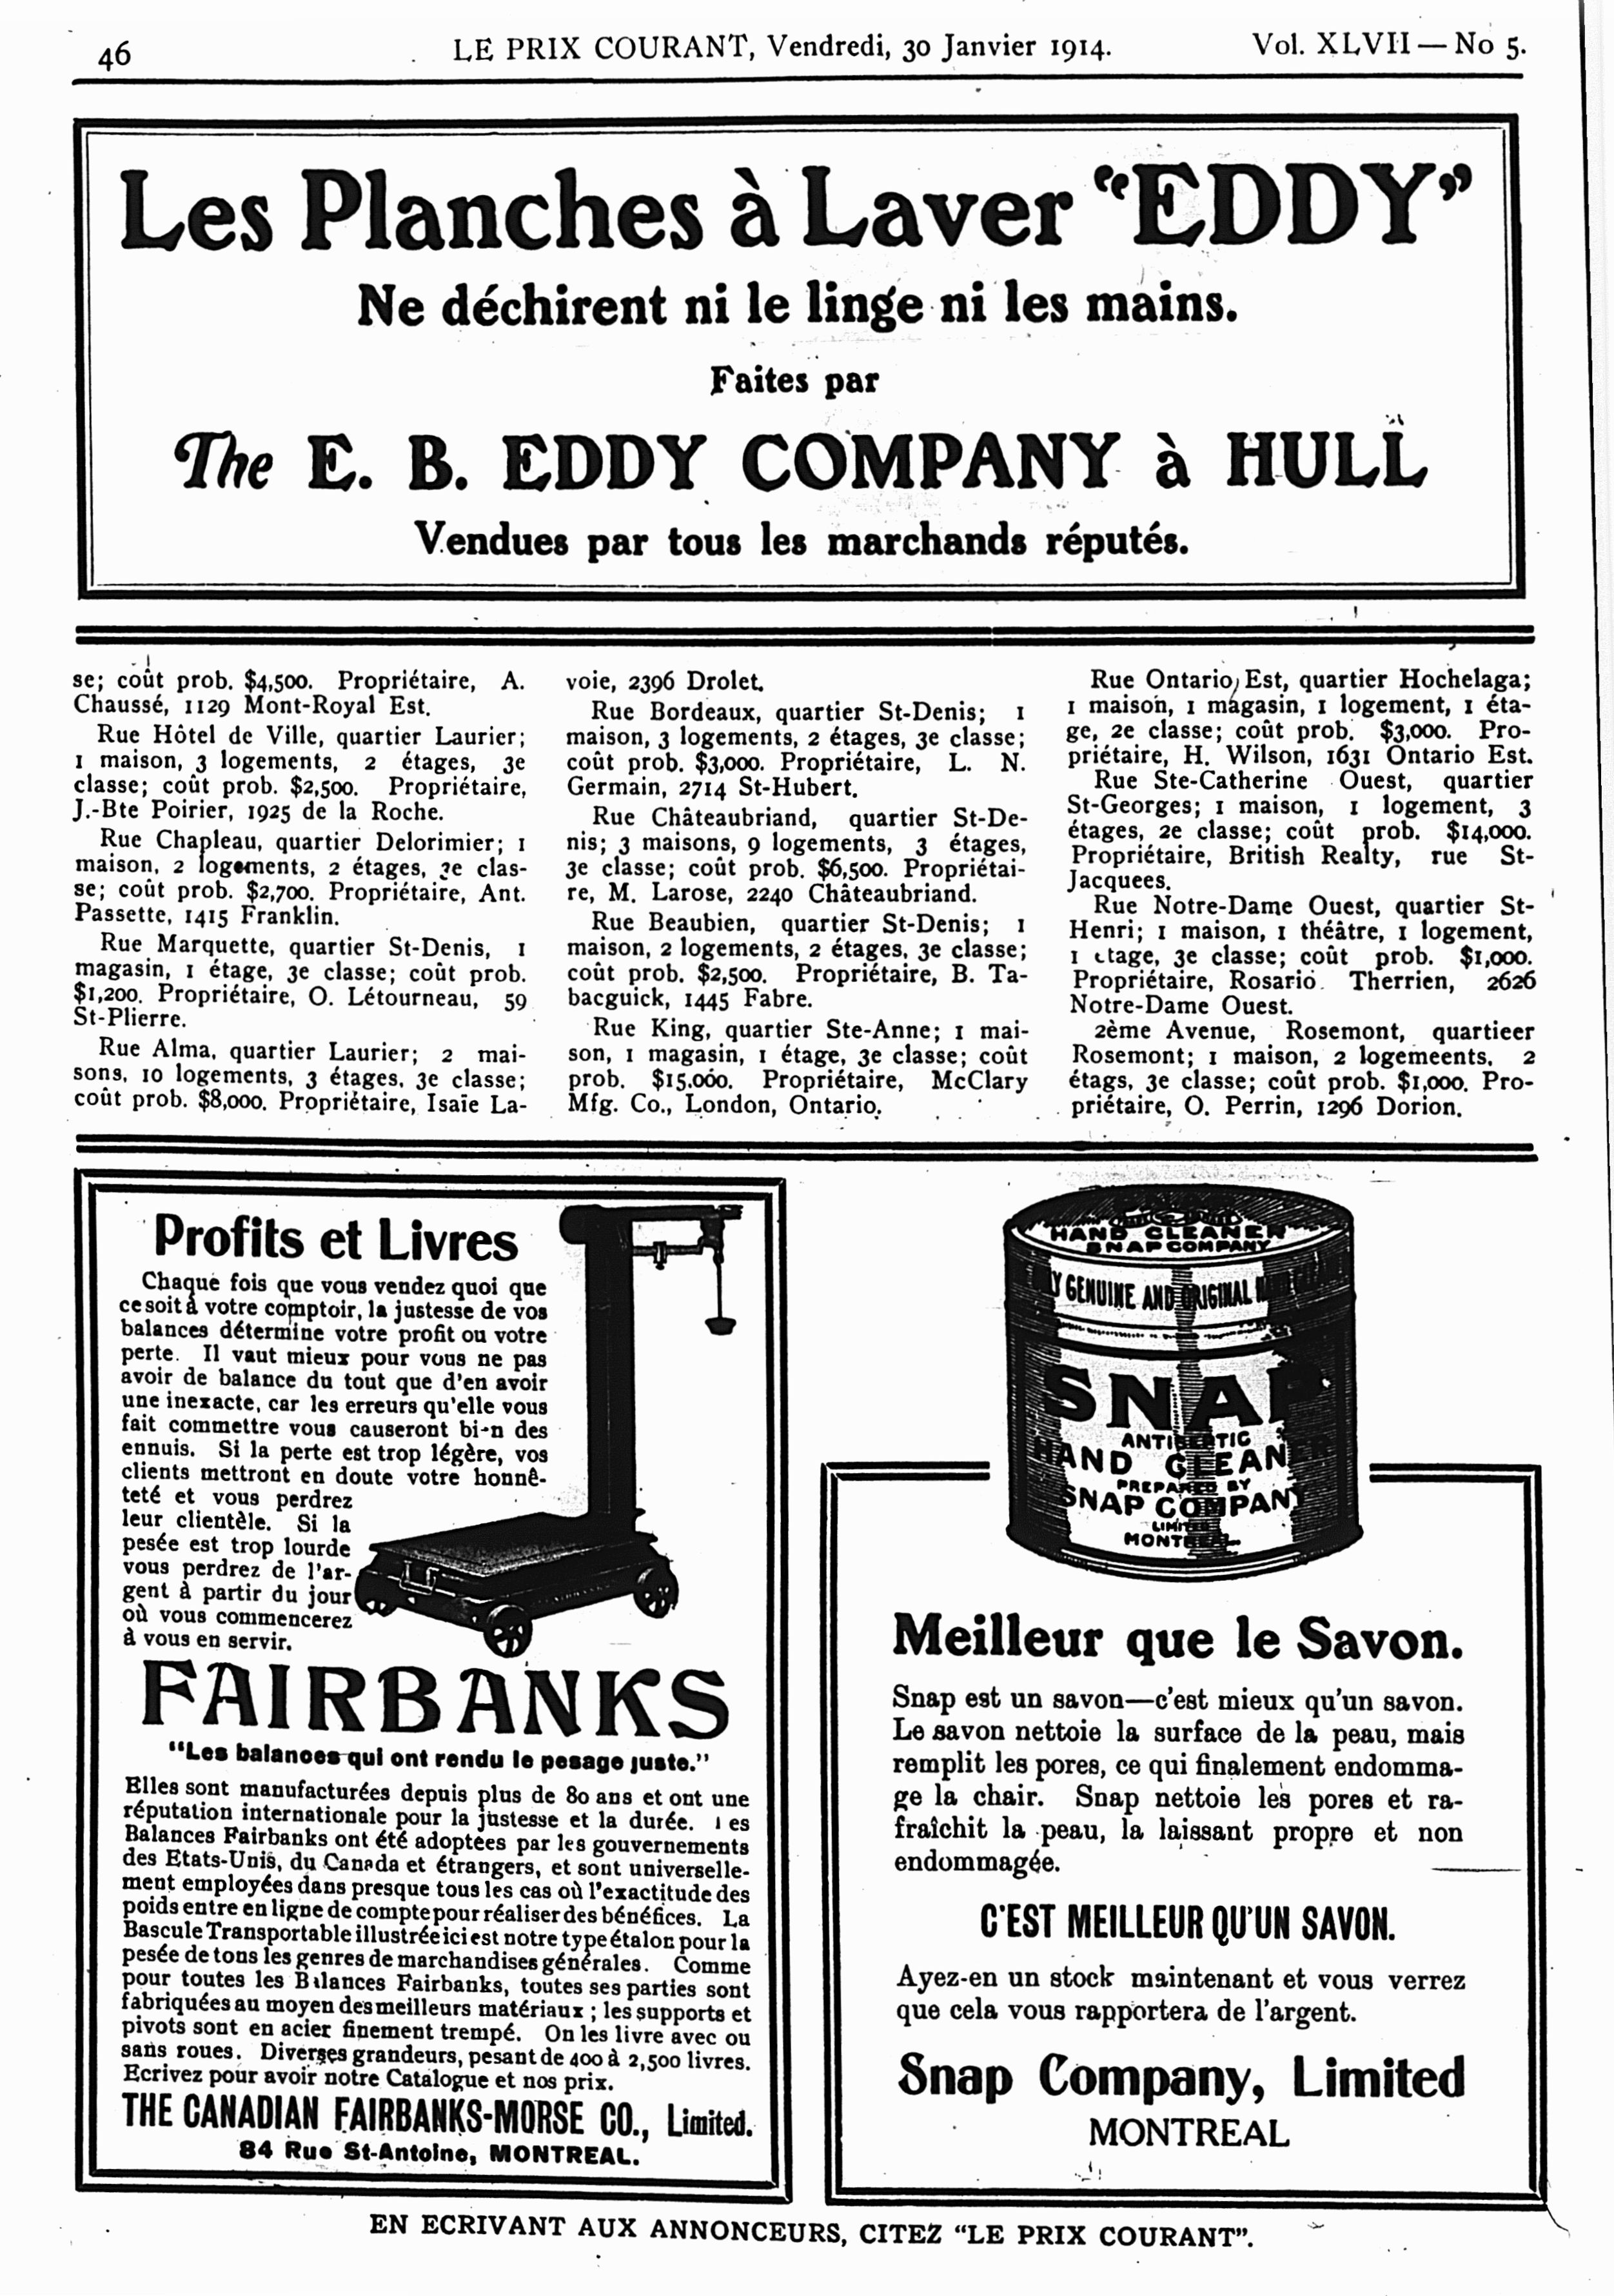 46
LE PRIX COURANT, Vendredi, 30 Janvier 1914.
Vol. XLVII — No 5.
Les Planches à Laver "EDDY"
Ne déchirent ni le linge ni les mains.
Faites par
The E. B. EDDY COMPANY à HULL
Vendues par tous les marchands réputés.
se; coût prob. $4,500. Propriétaire, A.
Chaussé, 1129 Mont-Royal Est.
Rue Hôtel de Ville, quartier Laurier;
1 maison, 3 logements, 2 étages, 3e
classe; coût prob. $2,500. Propriétaire,
J.-Bte Poirier, 1925 de la Roche.
Rue Chapleau, quartier Delorimier; 1
maison, 2 logements, 2 étages, 3e clas-
se; coût prob. $2,700. Propriétaire, Ant.
Passette, 1415 Franklin.
Rue Marquette, quartier St-Denis, 1
magasin, 1 étage, 3e classe; coût prob.
$1,200. Propriétaire, O. Létourneau, 59
St-Plierre.
Rue Alma, quartier Laurier; 2 mai-
sons, 10 logements, 3 étages, 3e classe;
coût prob. $8,000. Propriétaire, Isaïe La-
voie, 2396 Drolet.
Rue Bordeaux, quartier St-Denis; 1
maison, 3 logements, 2 étages, 3e classe;
coût prob. $3,000. Propriétaire, L. N.
Germain, 2714 St-Hubert.
Rue Châteaubriand, quartier St-De-
nis; 3 maisons, 9 logements, 3 étages,
3e classe; coût prob. $6,500. Propriétai-
re, M. Larose, 2240 Châteaubriand.
Rue Beaubien, quartier St-Denis; 1
maison, 2 logements, 2 étages, 3e classe;
coût prob. $2,500. Propriétaire, B. Ta-
bacguick, 1445 Fabre.
Rue King, quartier Ste-Anne; 1 mai-
son, 1 magasin, 1 étage, 3e classe; coût
prob. $15,000. Propriétaire, McClary
Mfg. Co., London, Ontario.
Rue Ontario Est, quartier Hochelaga;
1 maison, 1 magasin, 1 logement, 1 éta-
ge, 2e classe; coût prob. $3,000. Pro-
priétaire, H. Wilson, 1631 Ontario Est.
Rue Ste-Catherine Ouest, quartier
St-Georges; 1 maison, 1 logement, 3
étages, 2e classe; coût prob. $14,000.
Propriétaire, British Realty, rue St-
Jacquees.
Rue Notre-Dame Ouest, quartier St-
Henri; 1 maison, 1 théâtre, 1 logement,
1 étage, 3e classe; coût prob. $1,000.
Propriétaire, Rosario Therrien, 2626
Notre-Dame Ouest.
2ème Avenue, Rosemont, quartieer
Rosemont; 1 maison, 2 logemeents, 2
étags, 3e classe; coût prob. $1,000. Pro-
priétaire, O. Perrin, 1296 Dorion.
Profits et Livres
Chaque fois que vous vendez quoi que
ce soit à votre comptoir, la justesse de vos
balances détermine votre profit ou votre
perte. Il vaut mieux pour vous ne pas
avoir de balance du tout que d'en avoir
une inexacte, car les erreurs qu'elle vous
fait commettre vous causeront bien des
ennuis. Si la perte est trop légère, vos
clients mettront en doute votre honnê-
teté et vous perdrez
leur clientèle. Si la
pesée est trop lourde
vous perdrez de l'ar-
gent à partir du jour
où vous commencerez
à vous en servir.
FAIRBANKS
"Les balances qui ont rendu le pesage juste."
Elles sont manufacturées depuis plus de 80 ans et ont une
réputation internationale pour la justesse et la durée. Les
Balances Fairbanks ont été adoptées par les gouvernements
des Etats-Unis, du Canada et étrangers, et sont universelle-
ment employées dans presque tous les cas où l'exactitude des
poids entre en ligne de compte pour réaliser des bénéfices. La
Bascule Transportable illustrée ici est notre type étalon pour la
pesée de tous les genres de marchandises générales. Comme
pour toutes les Balances Fairbanks, toutes ses parties sont
fabriquées au moyen des meilleurs matériaux; les supports et
pivots sont en acier finement trempé. On les livre avec ou
sans roues. Diverses grandeurs, pesant de 400 à 2,500 livres.
Ecrivez pour avoir notre Catalogue et nos prix.
THE CANADIAN FAIRBANKS-MORSE CO., Limited.
84 Rue St-Antoine, MONTREAL.
HAND CLEANER
SNAP COMPANY
GENUINE AND ORIGINAL
SNAP
ANTISEPTIC
HAND CLEANER
PREPARED BY
SNAP COMPANY
LIMITED
MONTREAL
Meilleur que le Savon.
Snap est un savon—c'est mieux qu'un savon.
Le savon nettoie la surface de la peau, mais
remplit les pores, ce qui finalement endomma-
ge la chair. Snap nettoie les pores et ra-
fraîchit la peau, la laissant propre et non
endommagée.
C'EST MEILLEUR QU'UN SAVON.
Ayez-en un stock maintenant et vous verrez
que cela vous rapportera de l'argent.
Snap Company, Limited
MONTREAL
EN ECRIVANT AUX ANNONCEURS, CITEZ "LE PRIX COURANT".